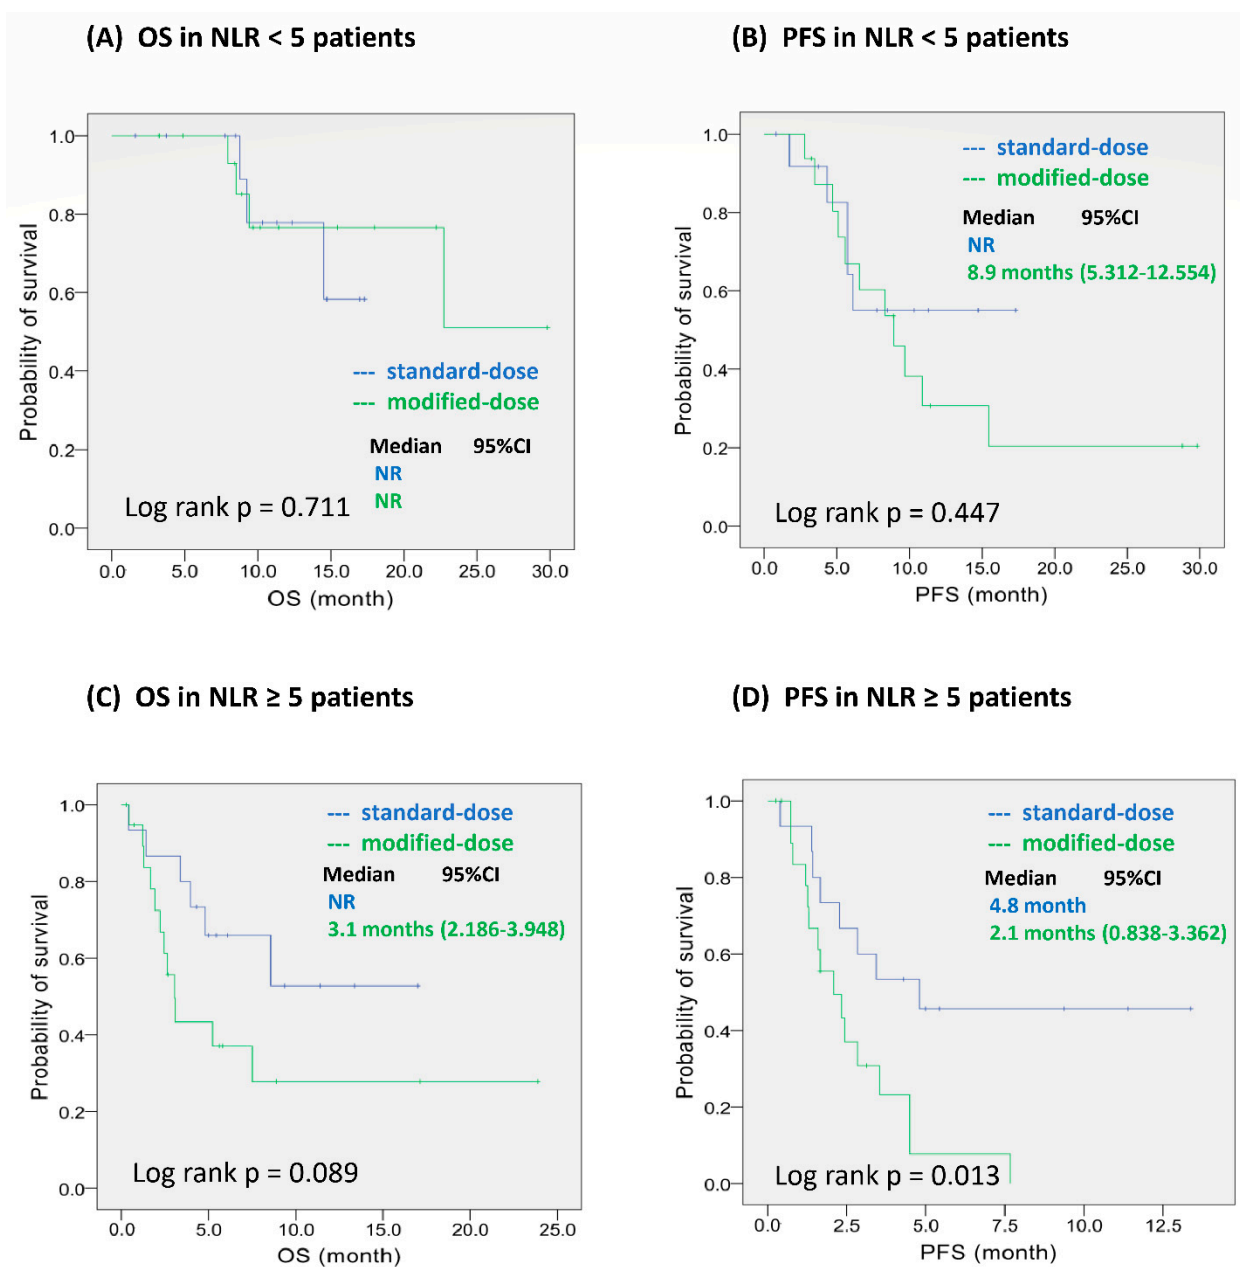 (A) OS in NLR < 5 patients
1.0
0.8
0.6
0.4
0.2
0.0
Probability of survival
--- standard-dose
--- modified-dose
Median 95%CI
NR
NR
Log rank p = 0.711
0.0 5.0 10.0 15.0 20.0 25.0 30.0
OS (month)
(B) PFS in NLR < 5 patients
1.0
0.8
0.6
0.4
0.2
0.0
Probability of survival
--- standard-dose
--- modified-dose
Median 95%CI
NR
8.9 months (5.312-12.554)
Log rank p = 0.447
0.0 5.0 10.0 15.0 20.0 25.0 30.0
PFS (month)
(C) OS in NLR ≥ 5 patients
1.0
0.8
0.6
0.4
0.2
0.0
Probability of survival
--- standard-dose
--- modified-dose
Median 95%CI
NR
3.1 months (2.186-3.948)
Log rank p = 0.089
0.0 5.0 10.0 15.0 20.0 25.0
OS (month)
(D) PFS in NLR ≥ 5 patients
1.0
0.8
0.6
0.4
0.2
0.0
Probability of survival
--- standard-dose
--- modified-dose
Median 95%CI
4.8 month
2.1 months (0.838-3.362)
Log rank p = 0.013
0.0 2.5 5.0 7.5 10.0 12.5
PFS (month)